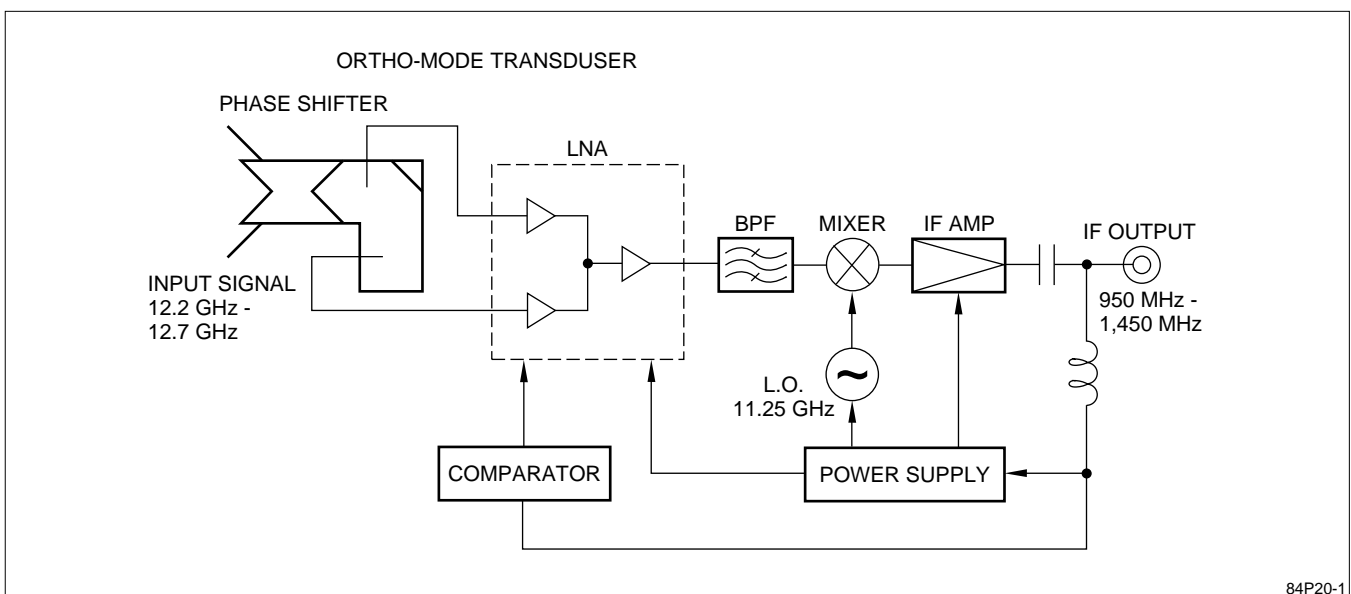 ORTHO-MODE TRANSDUSER
PHASE SHIFTER
LNA
BPF
MIXER
IF AMP
IF OUTPUT
INPUT SIGNAL
12.2 GHz -
12.7 GHz
950 MHz -
1,450 MHz
L.O.
11.25 GHz
COMPARATOR
POWER SUPPLY
84P20-1